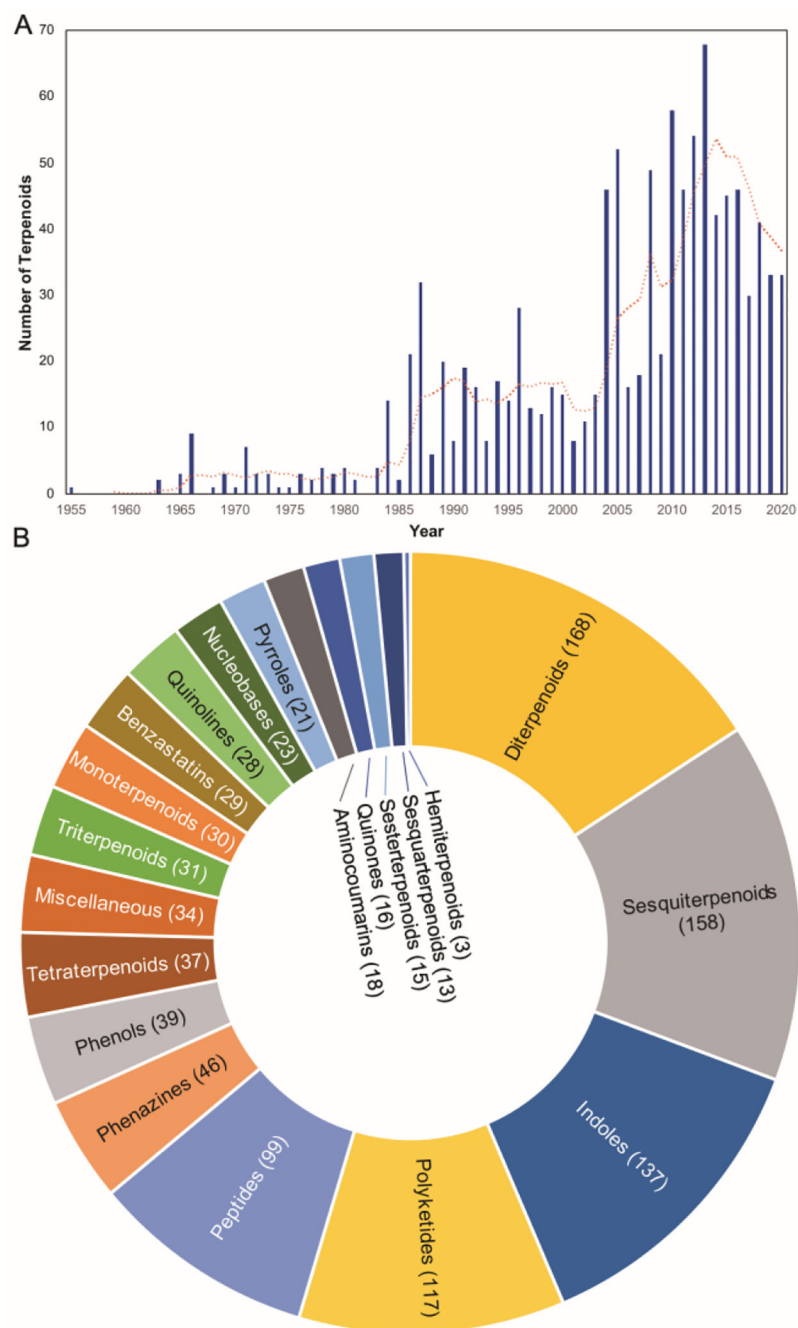 A
70
60
50
40
30
20
10
0
Number of Terpenoids
1955 1960 1965 1970 1975 1980 1985 1990 1995 2000 2005 2010 2015 2020
Year
B
Diterpenoids (168)
Sesquiterpenoids
(158)
Indoles (137)
Polyketides (117)
Peptides (99)
Phenazines (46)
Phenols (39)
Tetraterpenoids (37)
Miscellaneous (34)
Triterpenoids (31)
Monoterpenoids (30)
Benzastatins (29)
Quinolines (28)
Nucleobases (23)
Pyrroles (21)
Aminocoumarins (18)
Quinones (16)
Sesterterpenoids (15)
Sesquarterpenoids (13)
Hemiterpenoids (3)